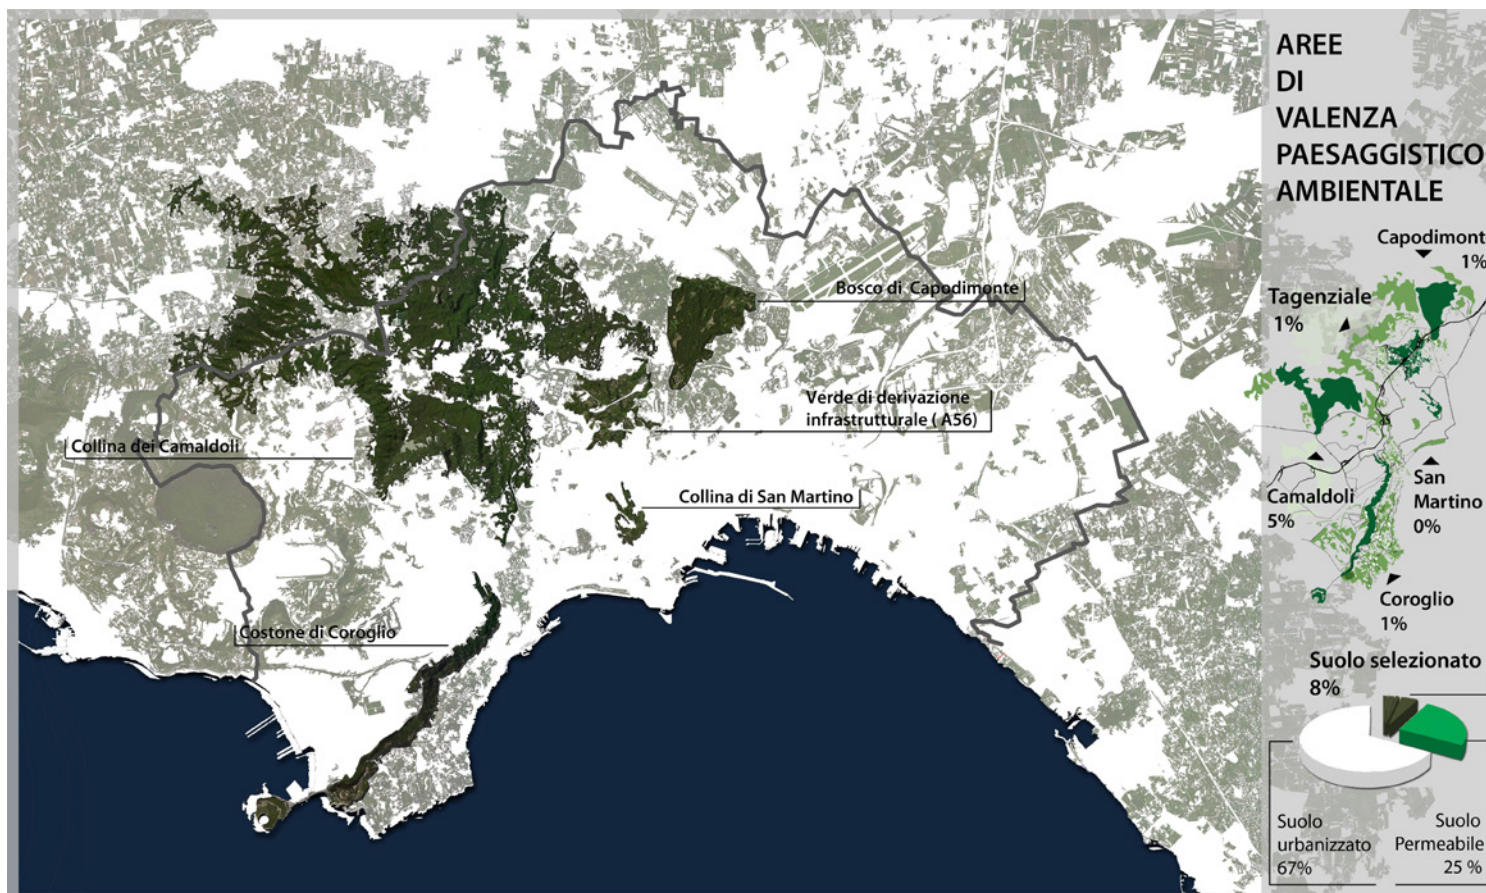 AREE
DI
VALENZA
PAESAGGISTICO
AMBIENTALE
Capodimont
1%
Tagenziale
1%
Camaldoli
5%
San
Martino
0%
Coroglio
1%
Suolo selezionato
8%
Suolo
urbanizzato
67%
Suolo
Permeabile
25 %
Bosco di Capodimonte
Verde di derivazione
infrastrutturale ( A56)
Collina dei Camaldoli
Collina di San Martino
Costone di Coroglio